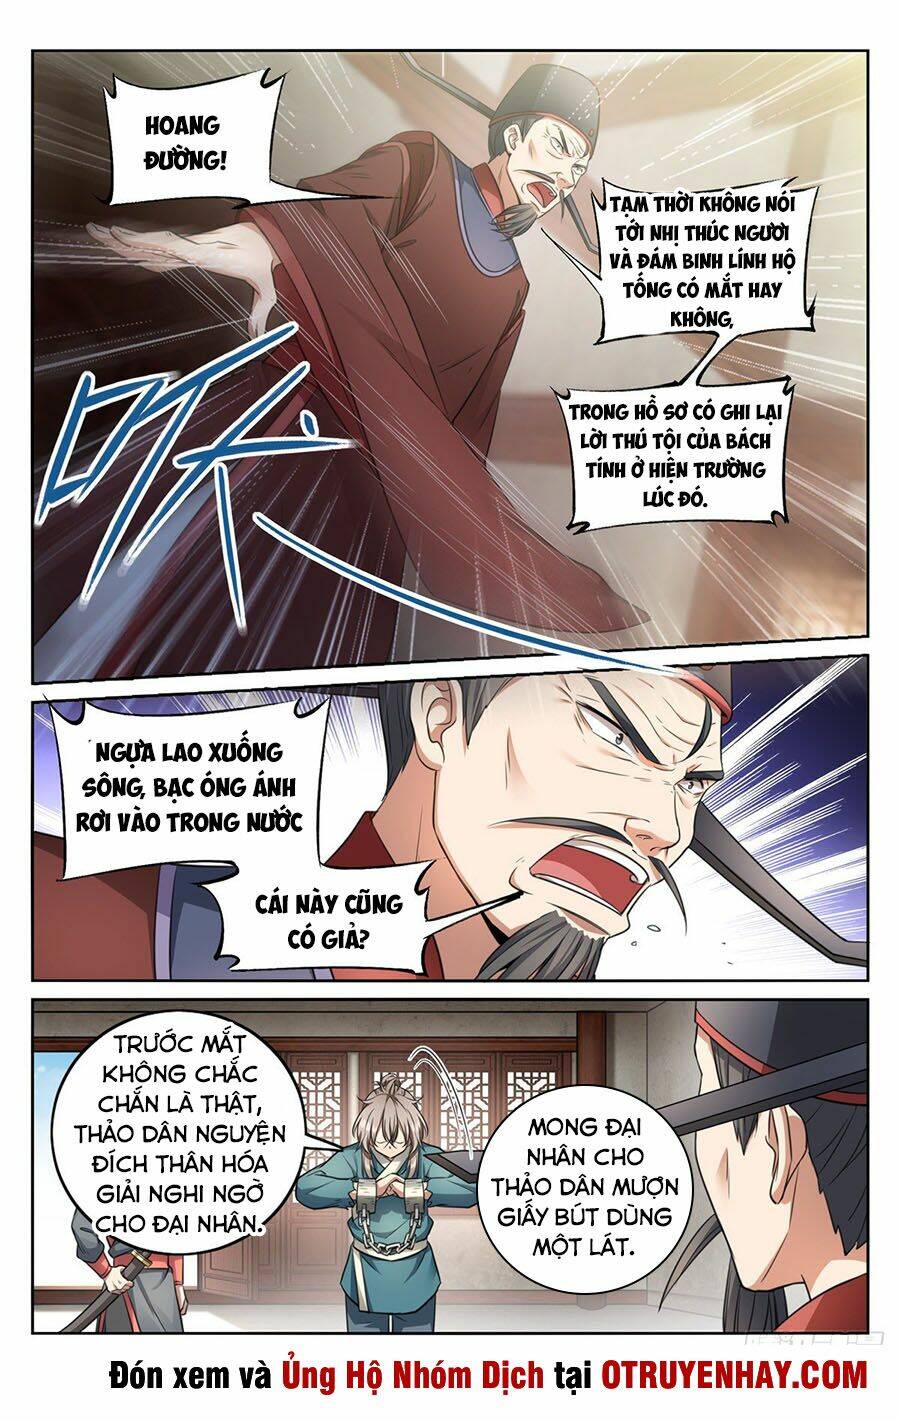 HOANG
ĐƯỜNG!
TẠM THỜI KHÔNG NÓI
TỚI NHỊ THÚC NGƯƠI
VÀ ĐÁM BINH LÍNH HỘ
TỐNG CÓ MẮT HAY
KHÔNG,
TRONG HỒ SƠ CÓ GHI LẠI
LỜI THÚ TỘI CỦA BÁCH
TÍNH Ở HIỆN TRƯỜNG
LÚC ĐÓ.
吠
NGỰA LAO XUỐNG
SÔNG, BẠC ÓNG ÁNH
RƠI VÀO TRONG NƯỚC
CÁI NÀY CŨNG
CÓ GIẢ?
TRƯỚC MẮT
KHÔNG CHẮC
CHẮN LÀ THẬT,
THẢO DÂN NGUYỆN
ĐÍCH THÂN HÓA
GIẢI NGHI NGỜ
CHO ĐẠI NHÂN.
MONG ĐẠI
NHÂN CHO
THẢO DÂN MƯỢN
GIẤY BÚT DÙNG
MỘT LÁT.
Đón xem và Ủng Hộ Nhóm Dịch tại OTRUYENHAY.COM